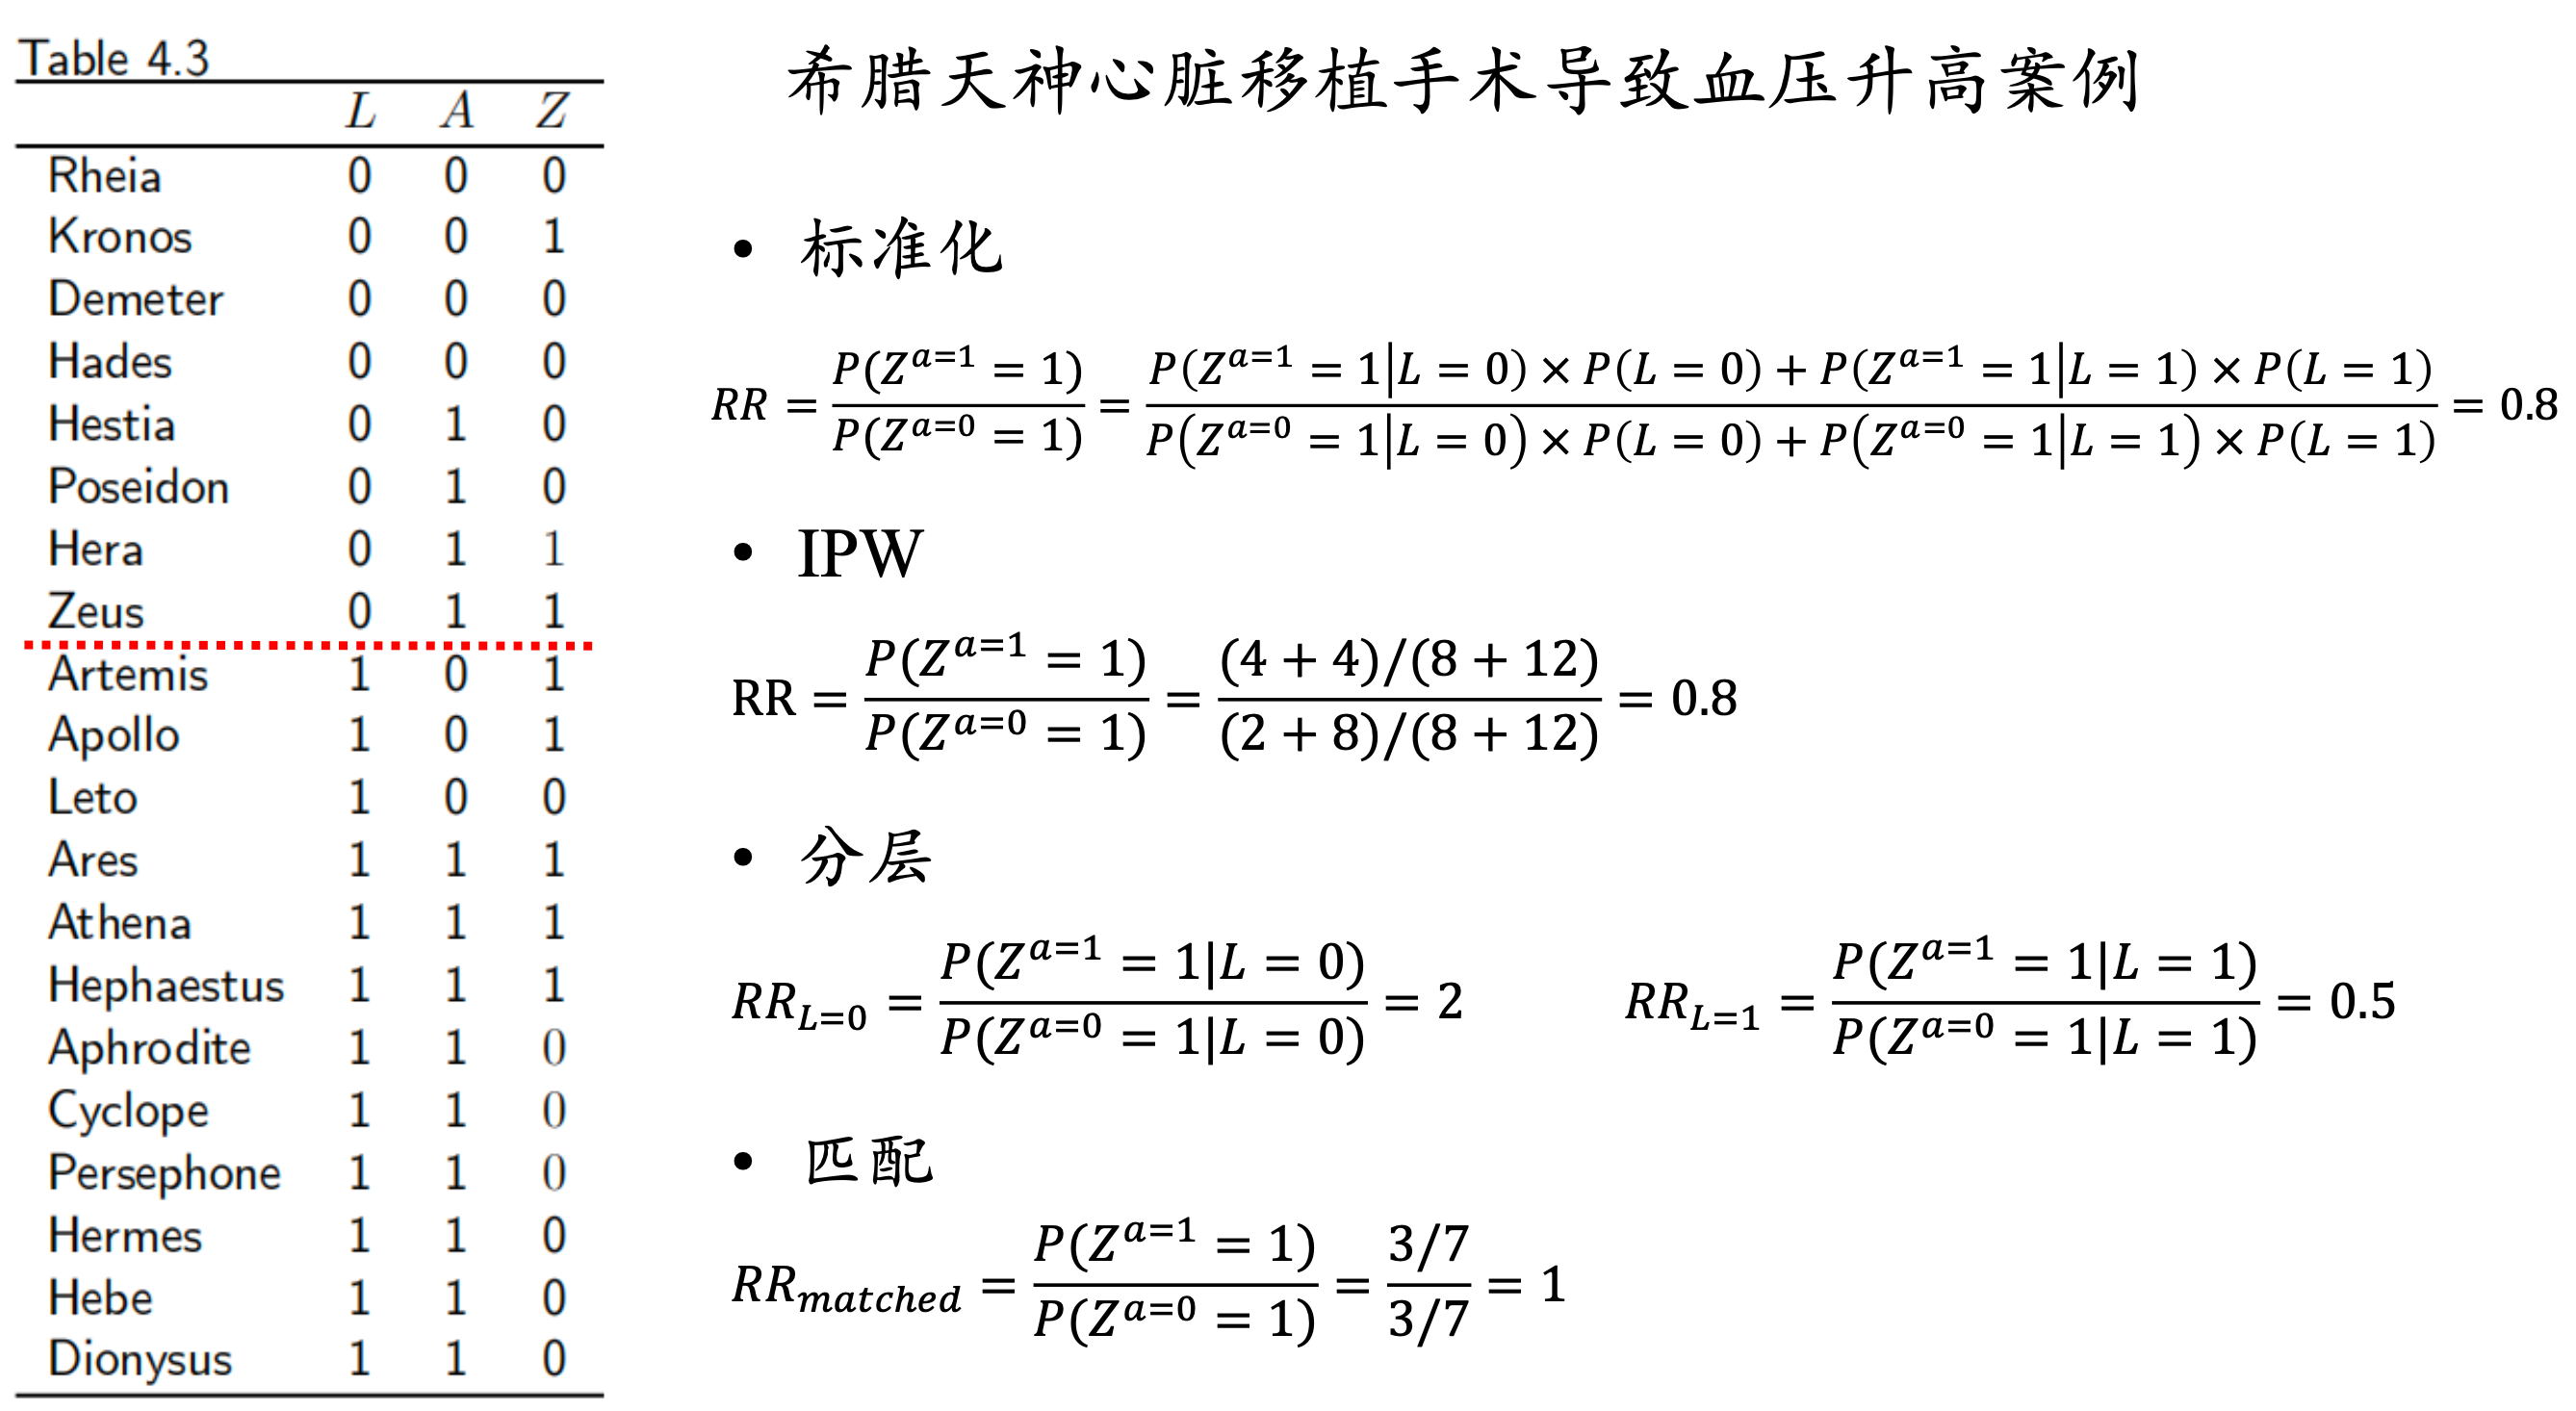 Table 4.3
L A Z
Rheia 0 0 0
Kronos 0 0 1
Demeter 0 0 0
Hades 0 0 0
Hestia 0 1 0
Poseidon 0 1 0
Hera 0 1 1
Zeus 0 1 1
Artemis 1 0 1
Apollo 1 0 1
Leto 1 0 0
Ares 1 1 1
Athena 1 1 1
Hephaestus 1 1 1
Aphrodite 1 1 0
Cyclope 1 1 0
Persephone 1 1 0
Hermes 1 1 0
Hebe 1 1 0
Dionysus 1 1 0
希腊天神心脏移植手术导致血压升高案例
• 标准化
RR = \frac{P(Z^{a=1} = 1)}{P(Z^{a=0} = 1)} = \frac{P(Z^{a=1} = 1|L = 0) × P(L = 0) + P(Z^{a=1} = 1|L = 1) × P(L = 1)}{P(Z^{a=0} = 1|L = 0) × P(L = 0) + P(Z^{a=0} = 1|L = 1) × P(L = 1)} = 0.8
• IPW
RR = \frac{P(Z^{a=1} = 1)}{P(Z^{a=0} = 1)} = \frac{(4 + 4)/(8 + 12)}{(2 + 8)/(8 + 12)} = 0.8
• 分层
RR_{L=0} = \frac{P(Z^{a=1} = 1|L = 0)}{P(Z^{a=0} = 1|L = 0)} = 2 RR_{L=1} = \frac{P(Z^{a=1} = 1|L = 1)}{P(Z^{a=0} = 1|L = 1)} = 0.5
• 匹配
RR_{matched} = \frac{P(Z^{a=1} = 1)}{P(Z^{a=0} = 1)} = \frac{3/7}{3/7} = 1